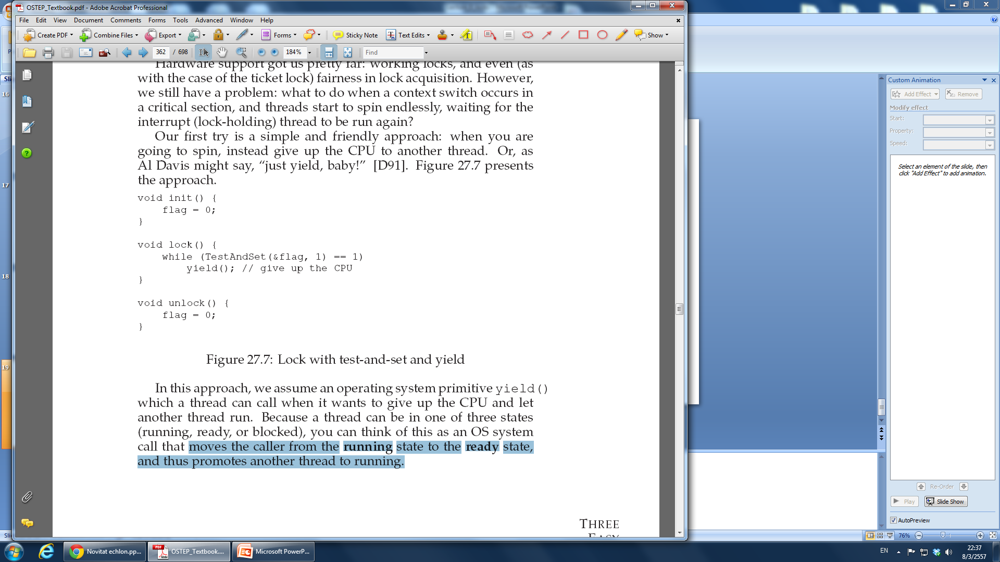 OSTEP_Textbook.pdf - Adobe Acrobat Professional
File Edit View Document Comments Forms Tools Advanced Window Help
Create PDF Combine Files Export Forms Sticky Note Text Edits Show
362 / 698 184% Find
Hardware support got us pretty far: working locks, and even (as
with the case of the ticket lock) fairness in lock acquisition. However,
we still have a problem: what to do when a context switch occurs in
a critical section, and threads start to spin endlessly, waiting for the
interrupt (lock-holding) thread to be run again?
Our first try is a simple and friendly approach: when you are
going to spin, instead give up the CPU to another thread. Or, as
Al Davis might say, “just yield, baby!” [D91]. Figure 27.7 presents
the approach.
void init() {
flag = 0;
}
void lock() {
while (TestAndSet(&flag, 1) == 1)
yield(); // give up the CPU
}
void unlock() {
flag = 0;
}
Figure 27.7: Lock with test-and-set and yield
In this approach, we assume an operating system primitive yield()
which a thread can call when it wants to give up the CPU and let
another thread run. Because a thread can be in one of three states
(running, ready, or blocked), you can think of this as an OS system
call that moves the caller from the running state to the ready state,
and thus promotes another thread to running.
THREE
EASY
Sli
16
17
18
19
Sli
Custom Animation
Add Effect Remove
Modify effect
Start:
Property:
Speed:
Select an element of the slide, then
click "Add Effect" to add animation.
Re-Order
Play Slide Show
AutoPreview
76%
Novitat echlon.pp...
OSTEP_Textbook....
Microsoft PowerP...
EN
22:37
8/3/2557